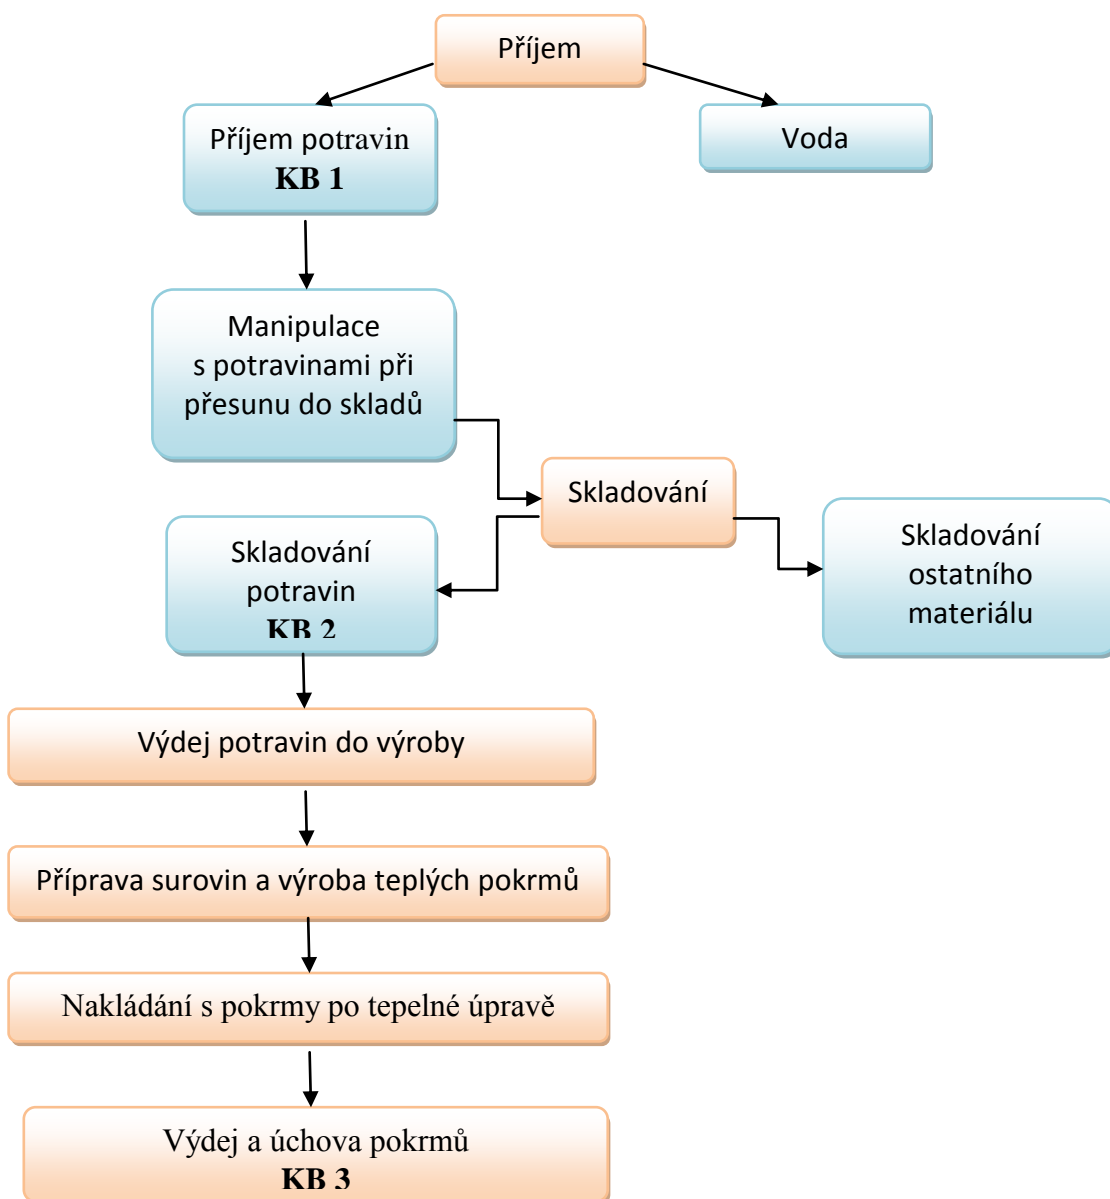 Příjem
Příjem potravin
KB 1
Voda
Manipulace
s potravinami při
přesunu do skladů
Skladování
Skladování
potravin
KB 2
Skladování
ostatního
materiálu
Výdej potravin do výroby
Příprava surovin a výroba teplých pokrmů
Nakládání s pokrmy po tepelné úpravě
Výdej a úchova pokrmů
KB 3